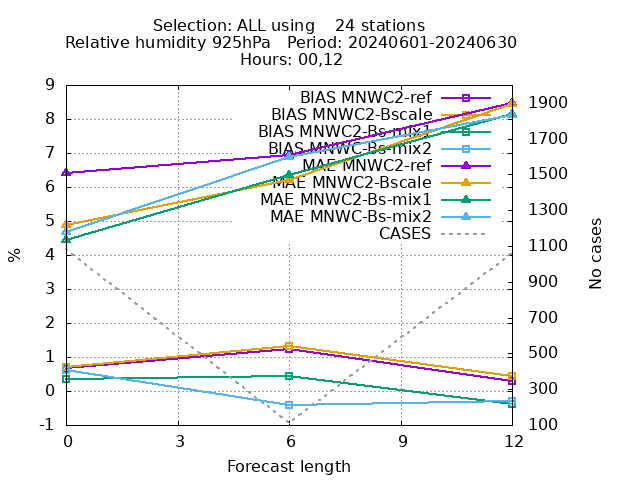 Selection: ALL using    24 stations
Relative humidity 925hPa   Period: 20240601-20240630
Hours: 00,12
BIAS MNWC2-ref
BIAS MNWC2-Bscale
BIAS MNWC2-Bs-mix1
BIAS MNWC-Bs-mix2
MAE MNWC2-ref
MAE MNWC2-Bscale
MAE MNWC2-Bs-mix1
MAE MNWC-Bs-mix2
CASES
9
8
7
6
5
4
3
2
1
0
-1
%
1900
1700
1500
1300
1100
900
700
500
300
100
No cases
0 3 6 9 12
Forecast length